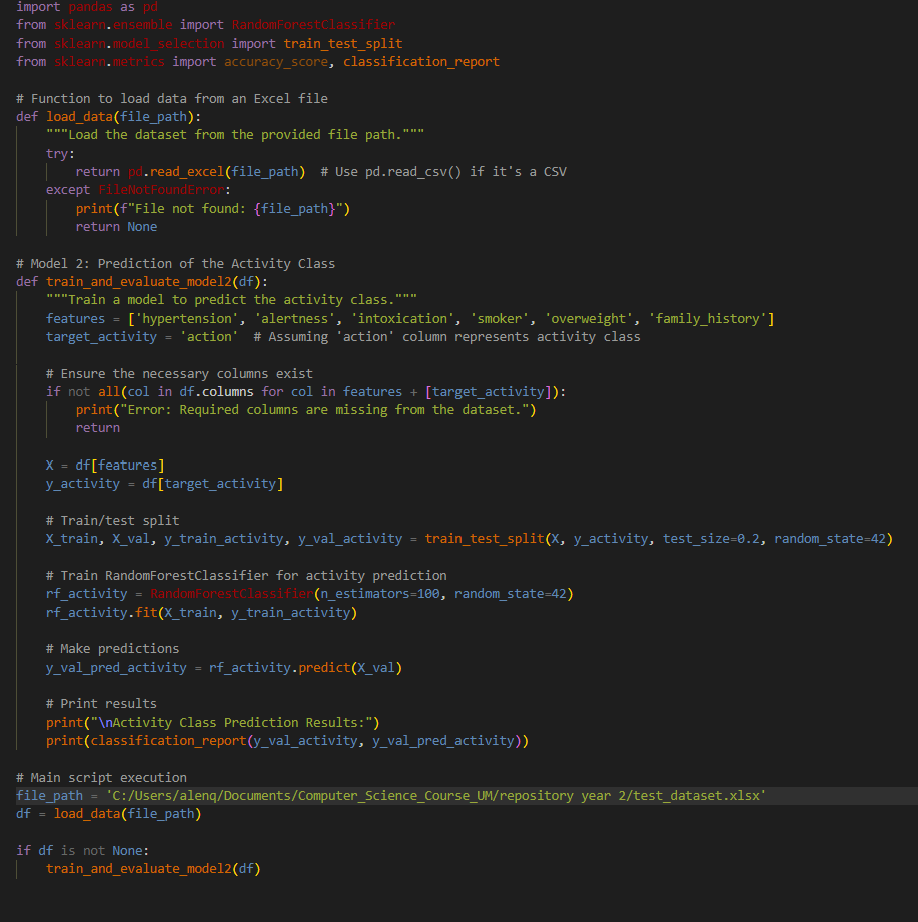 import pandas as pd
from sklearn.ensemble import RandomForestClassifier
from sklearn.model_selection import train_test_split
from sklearn.metrics import accuracy_score, classification_report

# Function to load data from an Excel file
def load_data(file_path):
    """Load the dataset from the provided file path."""
    try:
        return pd.read_excel(file_path)  # Use pd.read_csv() if it's a CSV
    except FileNotFoundError:
        print(f"File not found: {file_path}")
        return None

# Model 2: Prediction of the Activity Class
def train_and_evaluate_model2(df):
    """Train a model to predict the activity class."""
    features = ['hypertension', 'alertness', 'intoxication', 'smoker', 'overweight', 'family_history']
    target_activity = 'action'  # Assuming 'action' column represents activity class

    # Ensure the necessary columns exist
    if not all(col in df.columns for col in features + [target_activity]):
        print("Error: Required columns are missing from the dataset.")
        return

    X = df[features]
    y_activity = df[target_activity]

    # Train/test split
    X_train, X_val, y_train_activity, y_val_activity = train_test_split(X, y_activity, test_size=0.2, random_state=42)

    # Train RandomForestClassifier for activity prediction
    rf_activity = RandomForestClassifier(n_estimators=100, random_state=42)
    rf_activity.fit(X_train, y_train_activity)

    # Make predictions
    y_val_pred_activity = rf_activity.predict(X_val)

    # Print results
    print("\nActivity Class Prediction Results:")
    print(classification_report(y_val_activity, y_val_pred_activity))

# Main script execution
file_path = 'C:/Users/alenq/Documents/Computer_Science_Course_UM/repository year 2/test_dataset.xlsx'
df = load_data(file_path)

if df is not None:
    train_and_evaluate_model2(df)